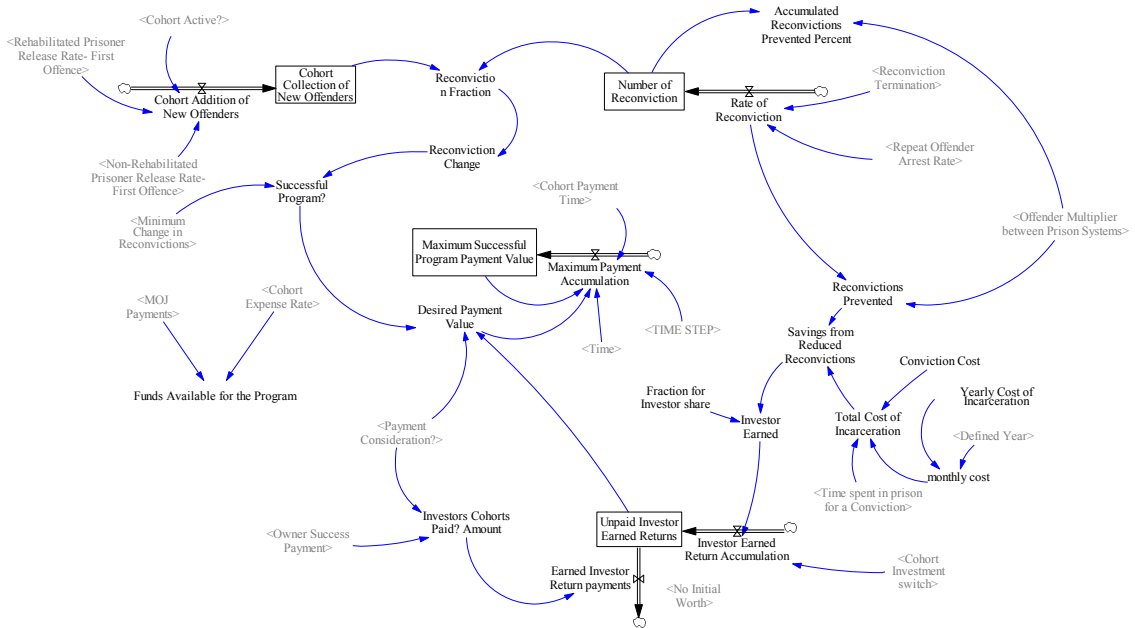 <Cohort Active?>
<Rehabilitated Prisoner
Release Rate- First
Offence>
Cohort Addition of
New Offenders
Cohort
Collection of
New Offenders
<Non-Rehabilitated
Prisoner Release Rate-
First Offence>
Reconvictio
n Fraction
Accumulated
Reconvictions
Prevented Percent
Number of
Reconviction
Rate of
Reconviction
<Reconviction
Termination>
<Repeat Offender
Arrest Rate>
Reconviction
Change
Successful
Program?
<Minimum
Change in
Reconvictions>
<Cohort Payment
Time>
<Offender Multiplier
between Prison Systems>
Maximum Successful
Program Payment Value
Maximum Payment
Accumulation
<MOJ
Payments>
<Cohort
Expense Rate>
Desired Payment
Value
<Time>
<TIME STEP>
Reconvictions
Prevented
Savings from
Reduced
Reconvictions
Funds Available for the Program
Conviction Cost
Fraction for
Investor share
Yearly Cost of
Incarceration
Investor
Earned
Total Cost of
Incarceration
<Defined Year>
<Payment
Consideration?>
monthly cost
<Time spent in prison
for a Conviction>
Investors Cohorts
Paid? Amount
<Owner Success
Payment>
Unpaid Investor
Earned Returns
Investor Earned
Return Accumulation
Earned Investor
Return payments
<No Initial
Worth>
<Cohort
Investment
switch>